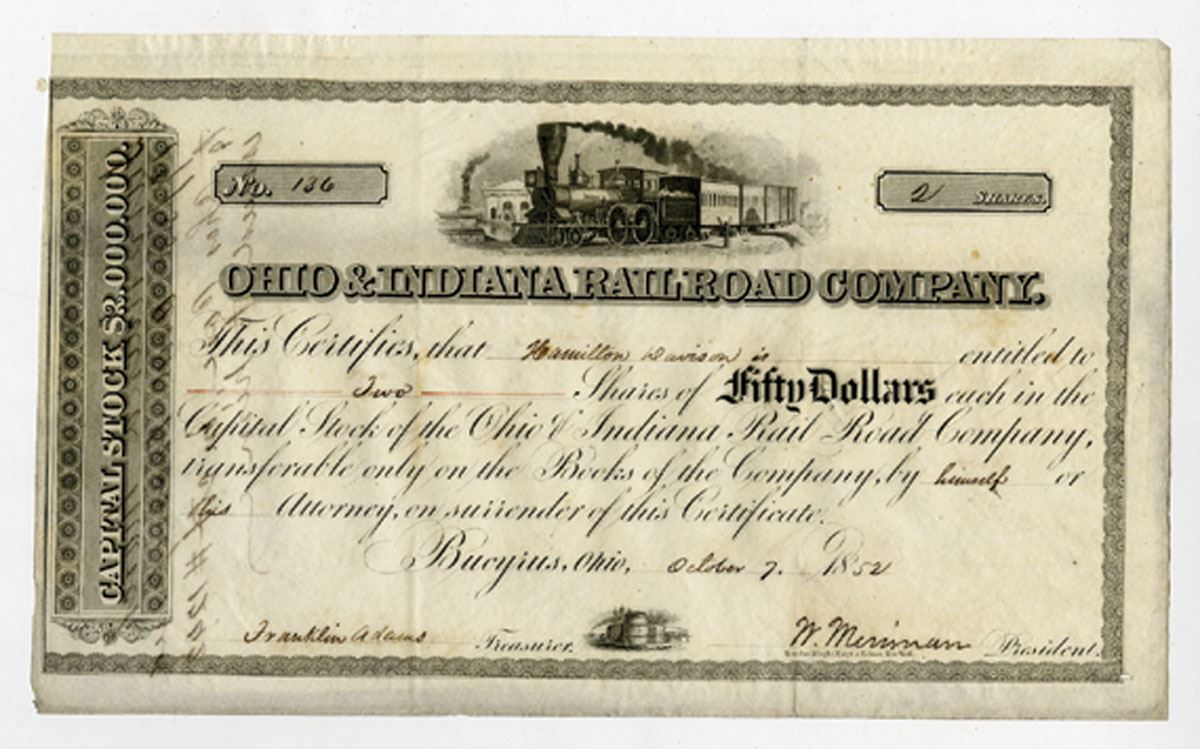 CAPITAL STOCK $2.000.000.
No. 136
2 SHARES.
OHIO & INDIANA RAIL ROAD COMPANY.
This Certifies, that Hamilton Davison is entitled to
Two Shares of Fifty Dollars each in the
Capital Stock of the Ohio & Indiana Rail Road Company,
transferable only on the Books of the Company, by himself or
his Attorney, on surrender of this Certificate.
Bucyrus, Ohio, October 7. 1852
Franklin Adams Treasurer.
W. Merriman President.